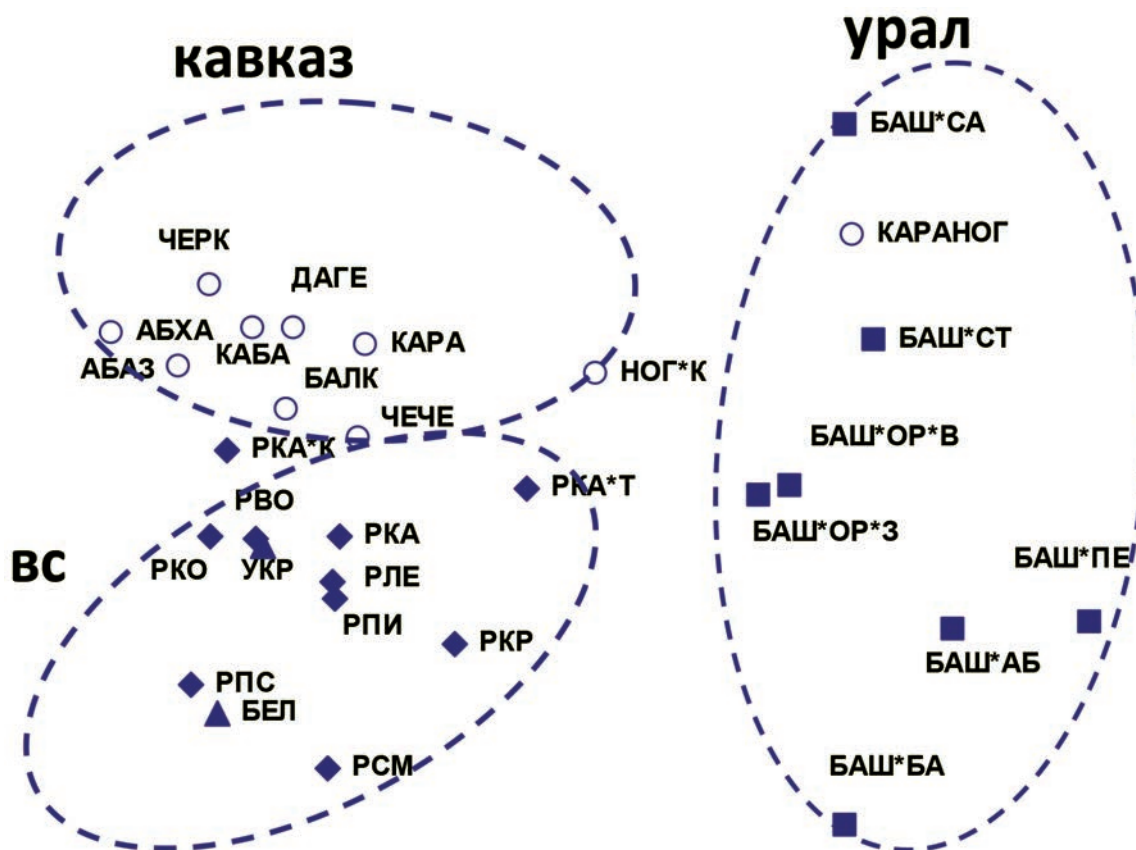 кавказ
урал
БАШ*СА
КАРАНОГ
ЧЕРК
ДАГЕ
АБХА
КАБА
КАРА
БАШ*СТ
АБАЗ
БАЛК
НОГ*К
ЧЕЧЕ
БАШ*ОР*В
РКА*К
РКА*Т
РВО
БАШ*ОР*З
РКА
вс
РКО
УКР
РЛЕ
БАШ*ПЕ
РПИ
РКР
БАШ*АБ
РПС
БЕЛ
РСМ
БАШ*БА